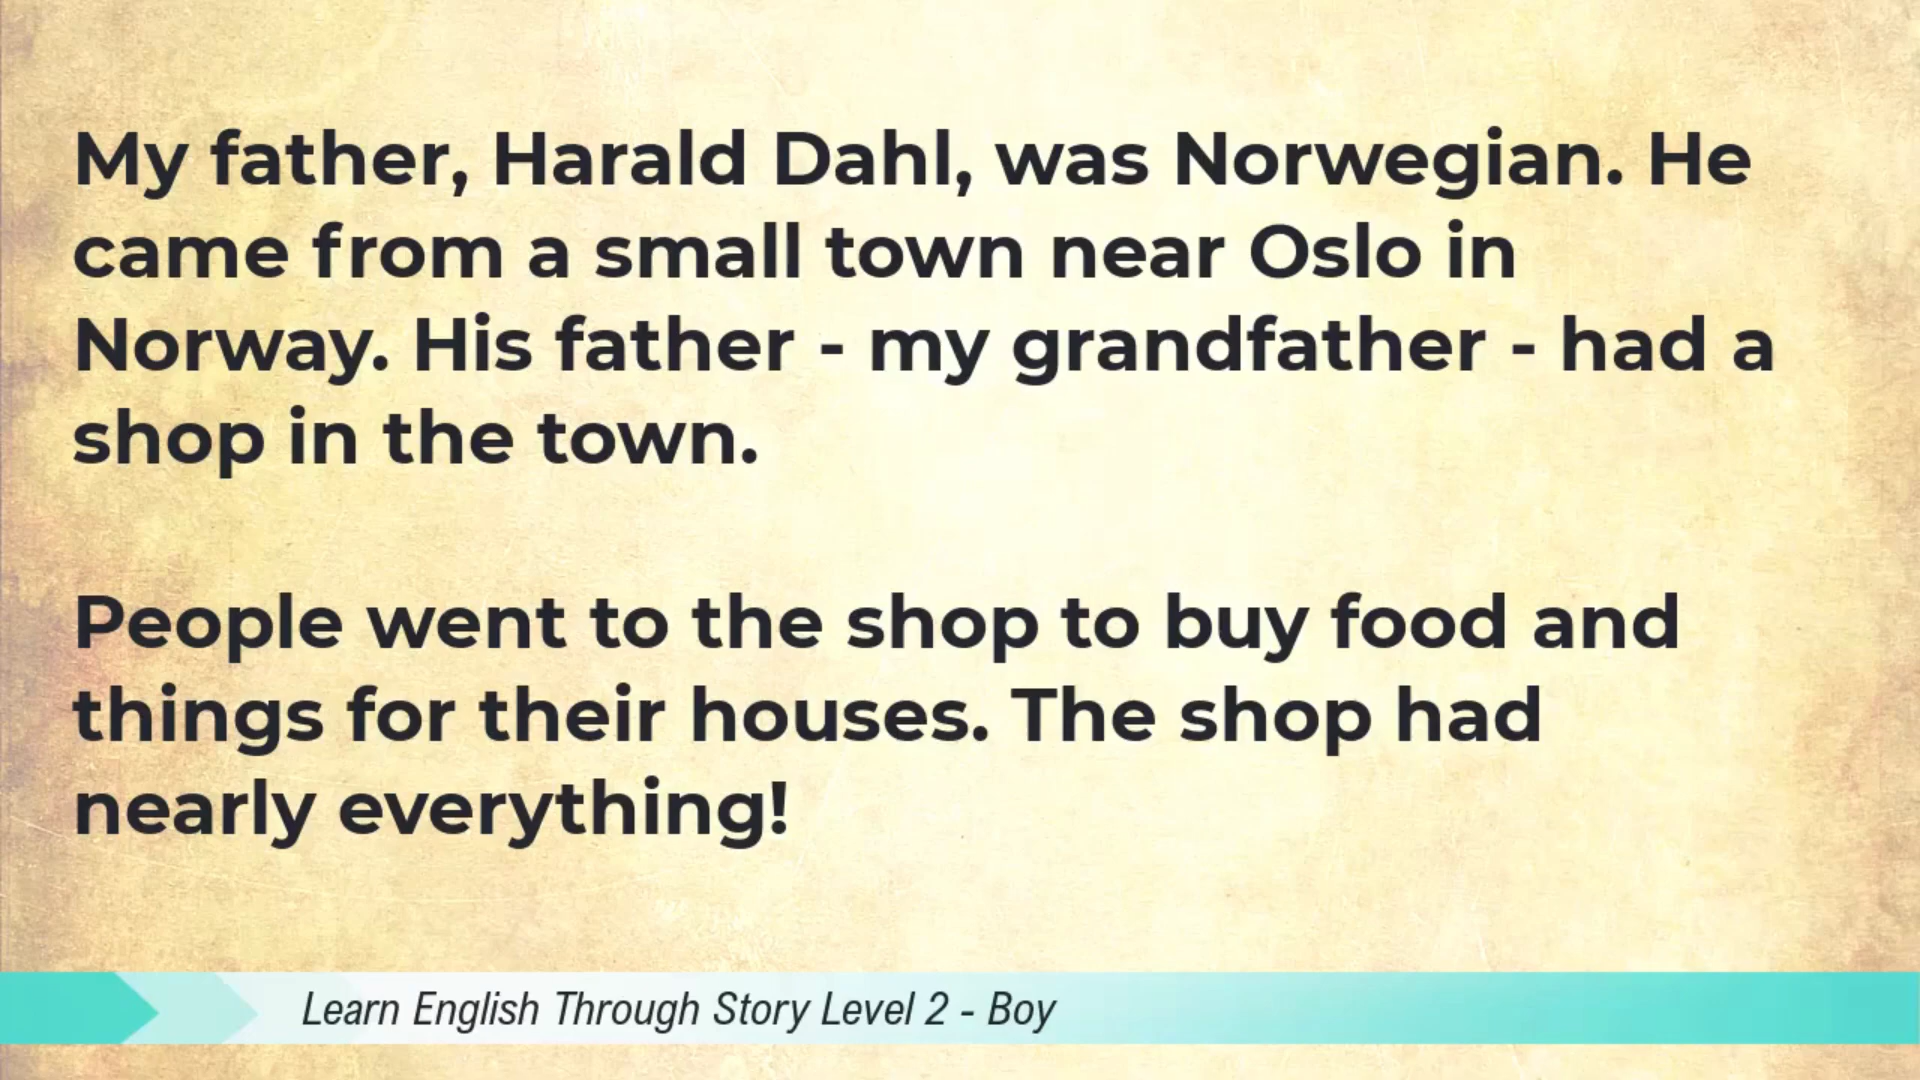 My father, Harald Dahl, was Norwegian. He
came from a small town near Oslo in
Norway. His father - my grandfather - had a
shop in the town.
People went to the shop to buy food and
things for their houses. The shop had
nearly everything!
Learn English Through Story Level 2 - Boy